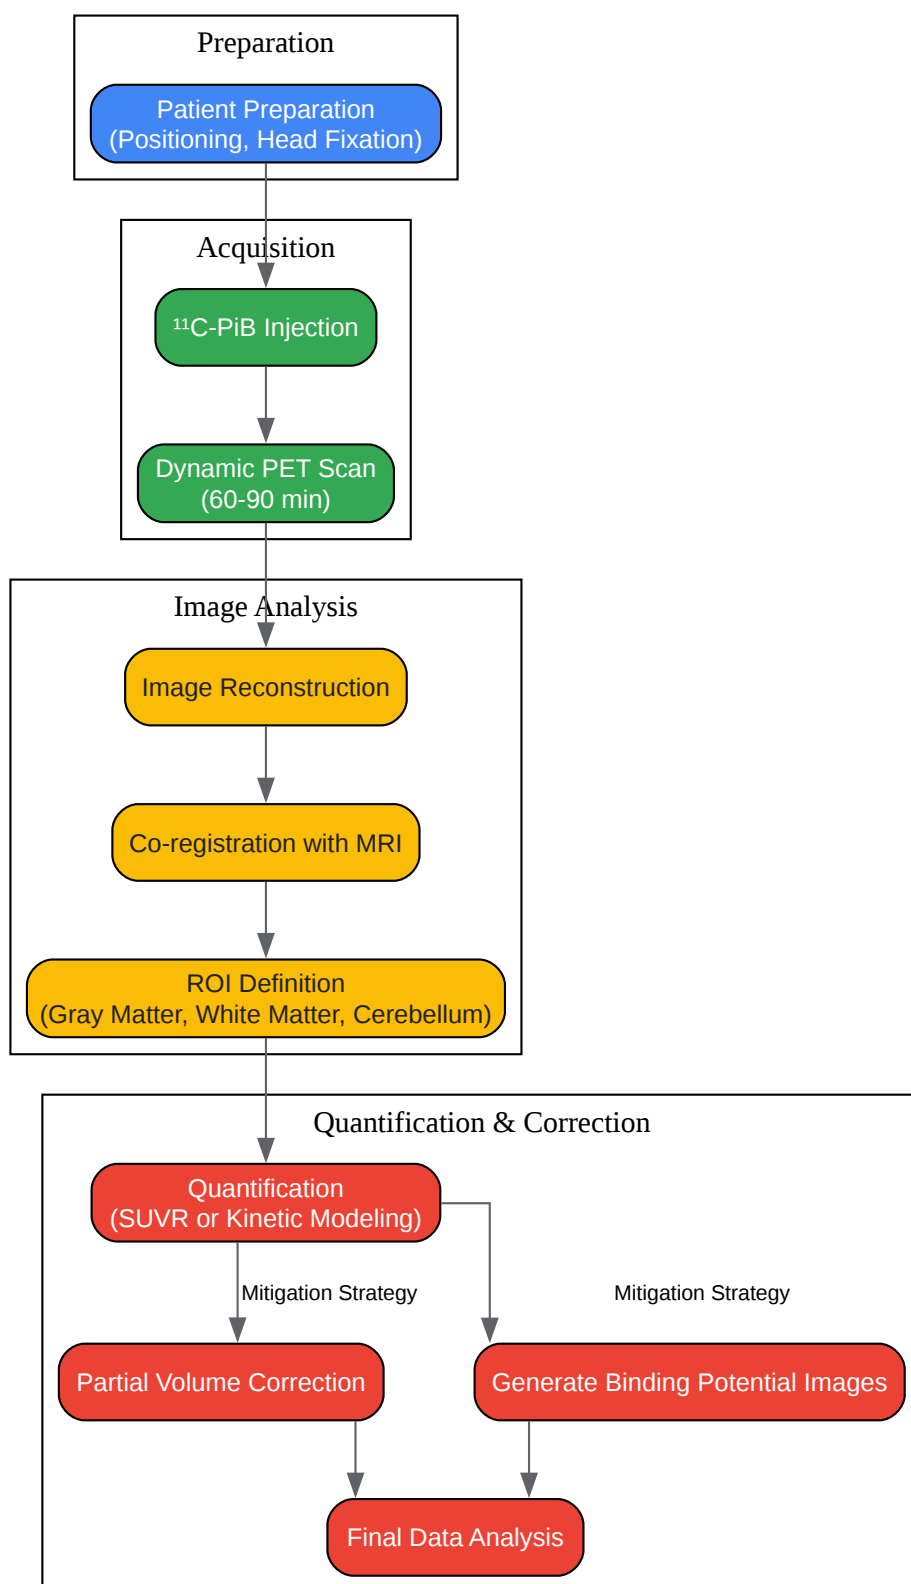 Preparation
Patient Preparation
(Positioning, Head Fixation)
Acquisition
¹¹C-PiB Injection
Dynamic PET Scan
(60-90 min)
Image Analysis
Image Reconstruction
Co-registration with MRI
ROI Definition
(Gray Matter, White Matter, Cerebellum)
Quantification & Correction
Quantification
(SUVR or Kinetic Modeling)
Mitigation Strategy
Mitigation Strategy
Partial Volume Correction
Generate Binding Potential Images
Final Data Analysis